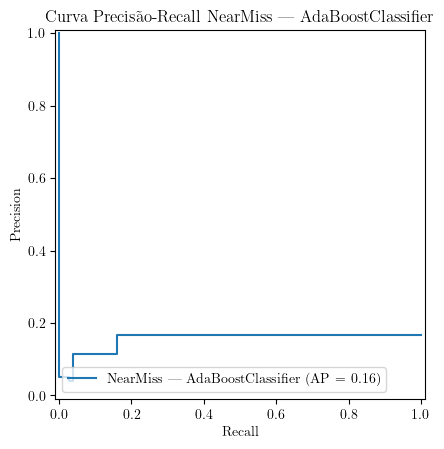 Curva Precisão-Recall NearMiss — AdaBoostClassifier
1.0
0.8
0.6
0.4
0.2
0.0
Precision
NearMiss — AdaBoostClassifier (AP = 0.16)
0.0 0.2 0.4 0.6 0.8 1.0
Recall